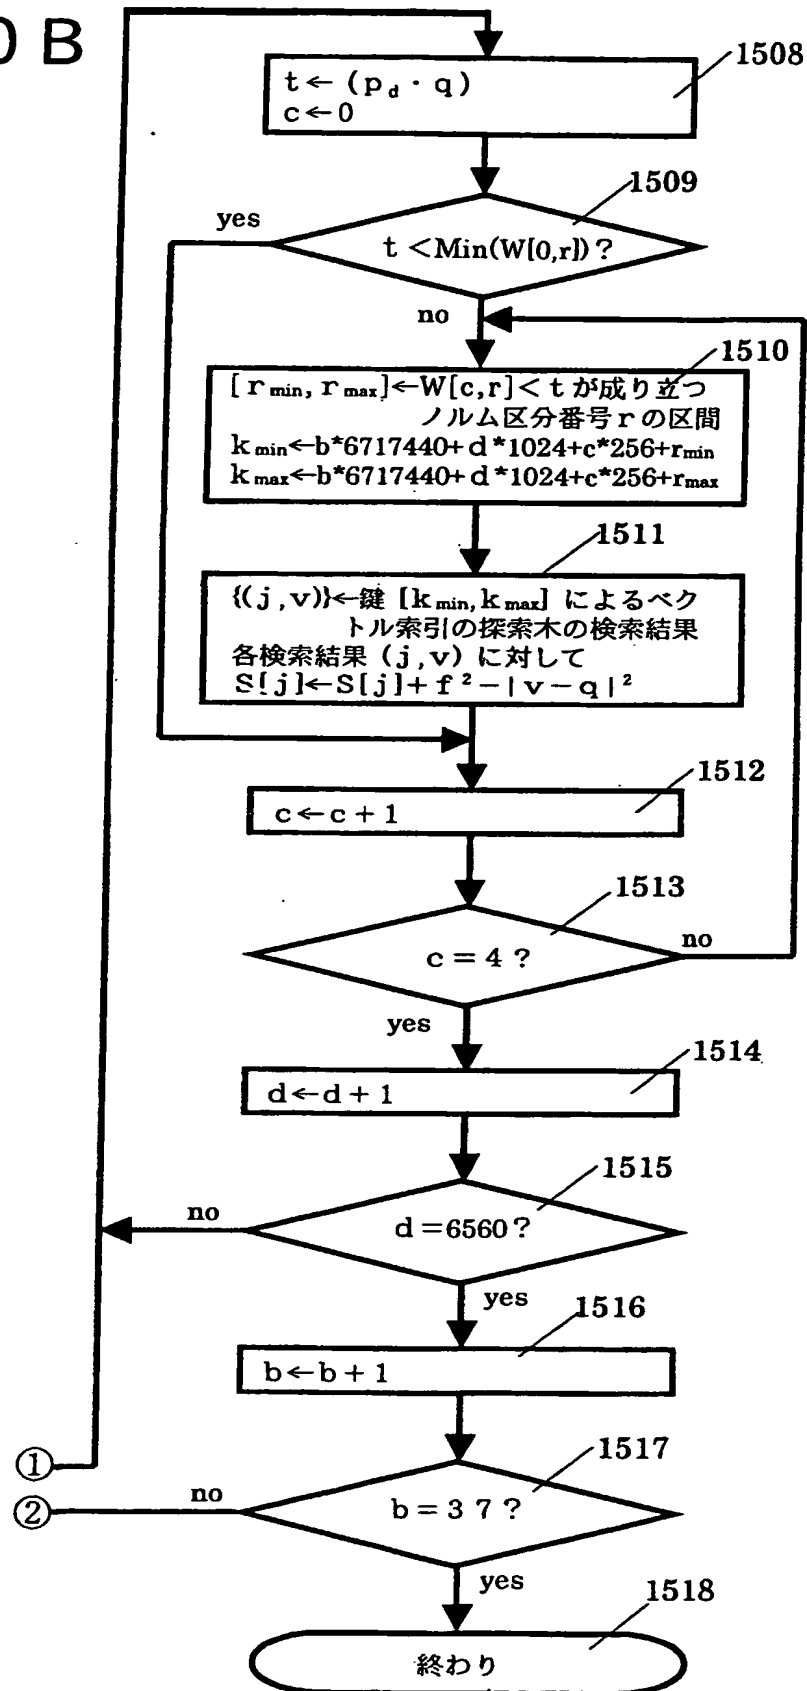 0 B
1508
t←(p_d・q)
c←0
1509
yes
t<Min(W[0,r])?
no
1510
[r_min,r_max]←W[c,r]<tが成り立つ
ノルム区分番号rの区間
k_min←b*6717440+d*1024+c*256+r_min
k_max←b*6717440+d*1024+c*256+r_max
1511
{(j,v)}←鍵[k_min,k_max]によるベク
トル索引の探索木の検索結果
各検索結果(j,v)に対して
S[j]←S[j]+f²−|v−q|²
1512
c←c+1
1513
c=4?
no
yes
1514
d←d+1
1515
no
d=6560?
yes
1516
b←b+1
①
1517
②
no
b=37?
yes
1518
終わり